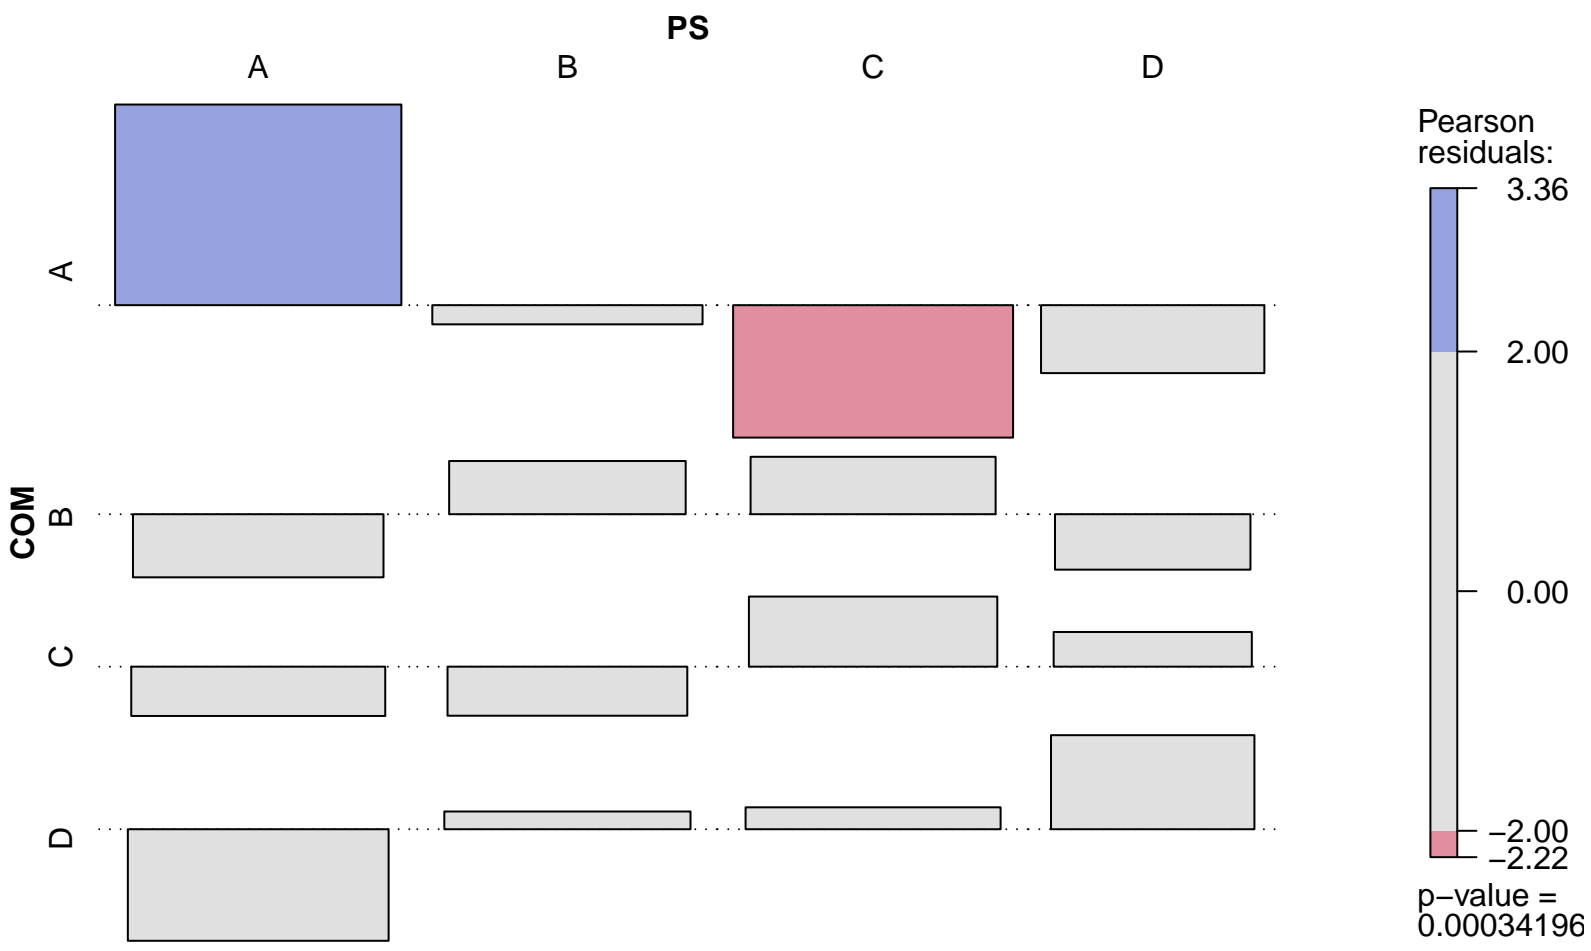 PS
A B C D
COM
A
B
C
D
Pearson
residuals:
3.36
2.00
0.00
−2.00
−2.22
p−value =
0.00034196